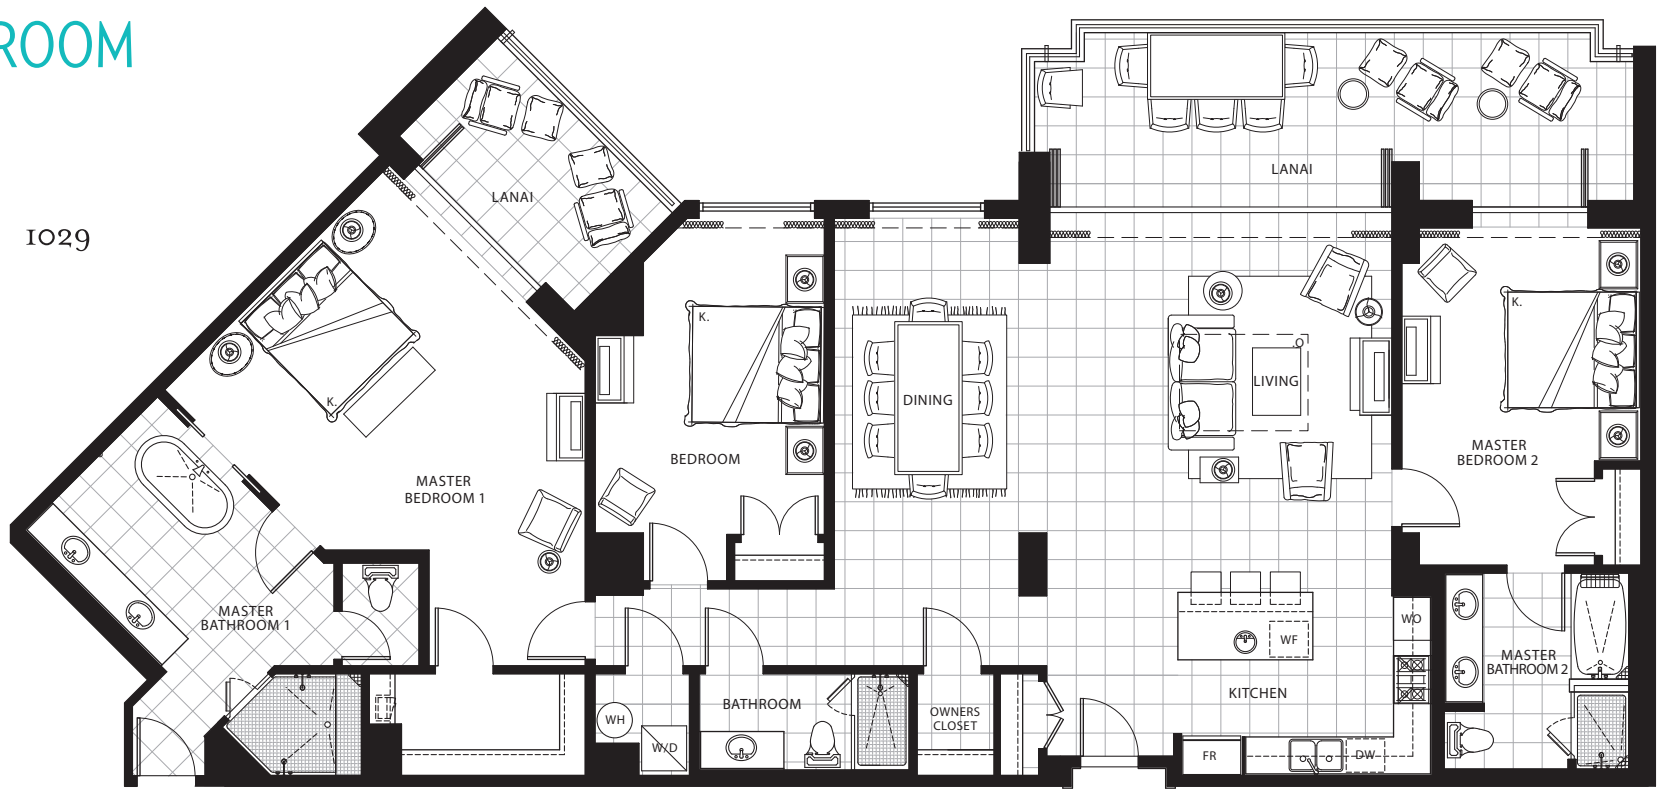 ROOM
1029
LANAI
LANAI
K.
K.
K.
DINING
LIVING
BEDROOM
MASTER
BEDROOM 1
MASTER
BEDROOM 2
MASTER
BATHROOM 1
WO
WF
MASTER
BATHROOM 2
KITCHEN
BATHROOM
OWNERS
CLOSET
WH
W/D
FR
DW